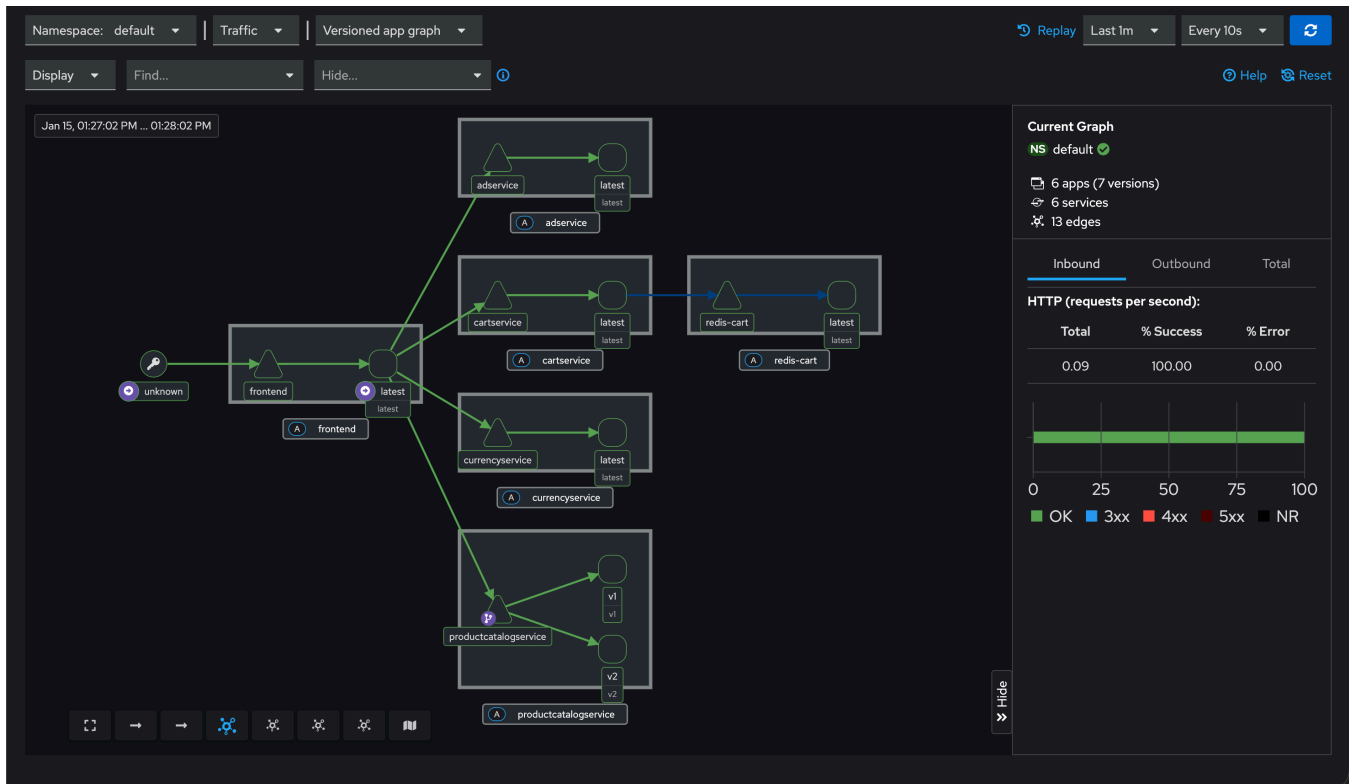 Namespace: default
Traffic
Versioned app graph
Replay
Last 1m
Every 10s
Display
Find...
Hide...
Help
Reset
Jan 15, 01:27:02 PM ... 01:28:02 PM
adservice
latest
latest
A adservice
cartservice
latest
latest
A cartservice
redis-cart
latest
latest
A redis-cart
unknown
frontend
latest
latest
A frontend
currencyservice
latest
latest
A currencyservice
productcatalogservice
v1
v1
v2
v2
A productcatalogservice
Hide
Current Graph
NS default
6 apps (7 versions)
6 services
13 edges
Inbound Outbound Total
HTTP (requests per second):
Total % Success % Error
0.09 100.00 0.00
0 25 50 75 100
OK 3xx 4xx 5xx NR